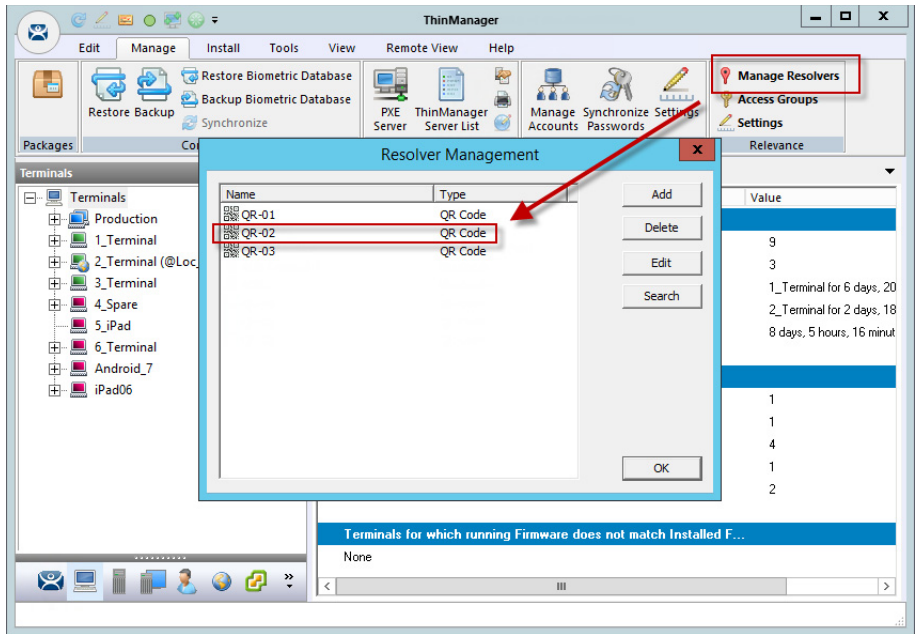 ThinManager
Edit Manage Install Tools View Remote View Help
Restore Backup
Restore Biometric Database
Backup Biometric Database
Synchronize
PXE Server
ThinManager Server List
Manage Accounts
Synchronize Passwords
Settings
Manage Resolvers
Access Groups
Settings
Packages
Co
Relevance
Terminals
Terminals
Production
1_Terminal
2_Terminal (@Loc_
3_Terminal
4_Spare
5_iPad
6_Terminal
Android_7
iPad06
Resolver Management
Name Type
QR-01 QR Code
QR-02 QR Code
QR-03 QR Code
Add
Delete
Edit
Search
OK
Value
9
3
1_Terminal for 6 days, 20
2_Terminal for 2 days, 18
8 days, 5 hours, 16 minut
1
1
4
1
2
Terminals for which running Firmware does not match Installed F...
None